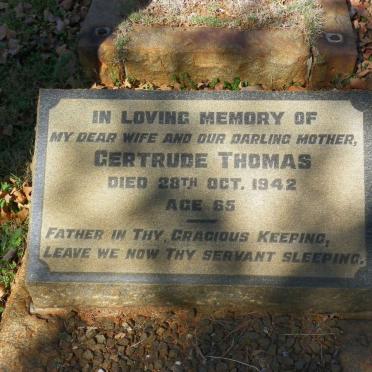 IN LOVING MEMORY OF
MY DEAR WIFE AND OUR DARLING MOTHER,
GERTRUDE THOMAS
DIED 28TH OCT. 1942
AGE 65
FATHER IN THY GRACIOUS KEEPING,
LEAVE WE NOW THY SERVANT SLEEPING.